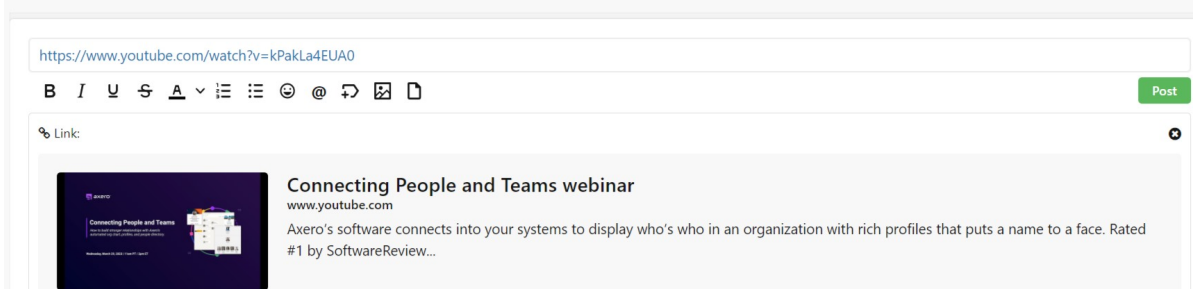 https://www.youtube.com/watch?v=kPakLa4EUA0
B I U S A @
Post
Link:
axero
Connecting People and Teams
Connecting People and Teams webinar
www.youtube.com
Axero's software connects into your systems to display who's who in an organization with rich profiles that puts a name to a face. Rated
#1 by SoftwareReview...